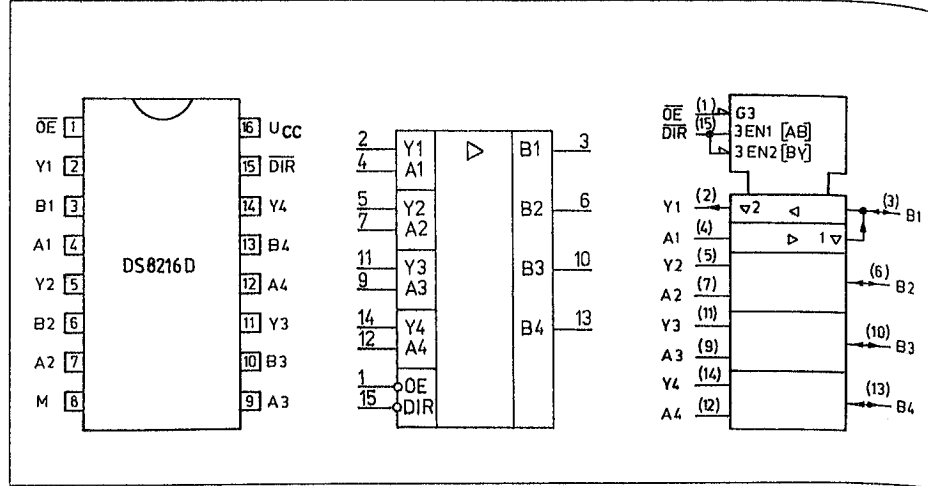 OE 1 16 UCC
Y1 2 15 DIR
B1 3 14 Y4
A1 4 13 B4
DS8216D
Y2 5 12 A4
B2 6 11 Y3
A2 7 10 B3
M 8 9 A3
2 Y1 ▷ B1 3
4 A1
5 Y2 B2 6
7 A2
11 Y3 B3 10
9 A3
14 Y4 B4 13
12 A4
1 OE
15 DIR
OE (1) G3
DIR (15) 3EN1 [AB]
3EN2 [BY]
Y1 (2) ▽2 ◁ (3) B1
A1 (4) ▷ 1▽
Y2 (5)
(6) B2
A2 (7)
Y3 (11)
(10) B3
A3 (9)
Y4 (14)
(13) B4
A4 (12)